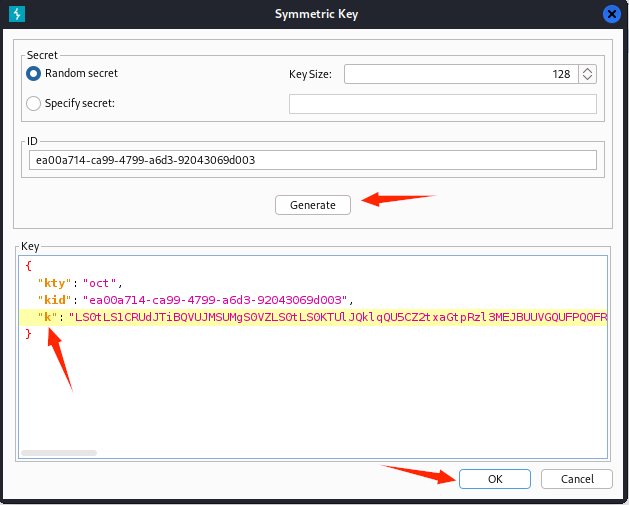 Symmetric Key
Secret
Random secret
Key Size:
128
Specify secret:
ID
ea00a714-ca99-4799-a6d3-92043069d003
Generate
Key
{
"kty": "oct",
"kid": "ea00a714-ca99-4799-a6d3-92043069d003",
"k": "LS0tLS1CRUdJTiBQVUJMSUMgS0VZLS0tLS0KTUlJQklqQU5CZ2txaGtpRzl3MEJBUUVGQUFPQ0FR
}
OK
Cancel